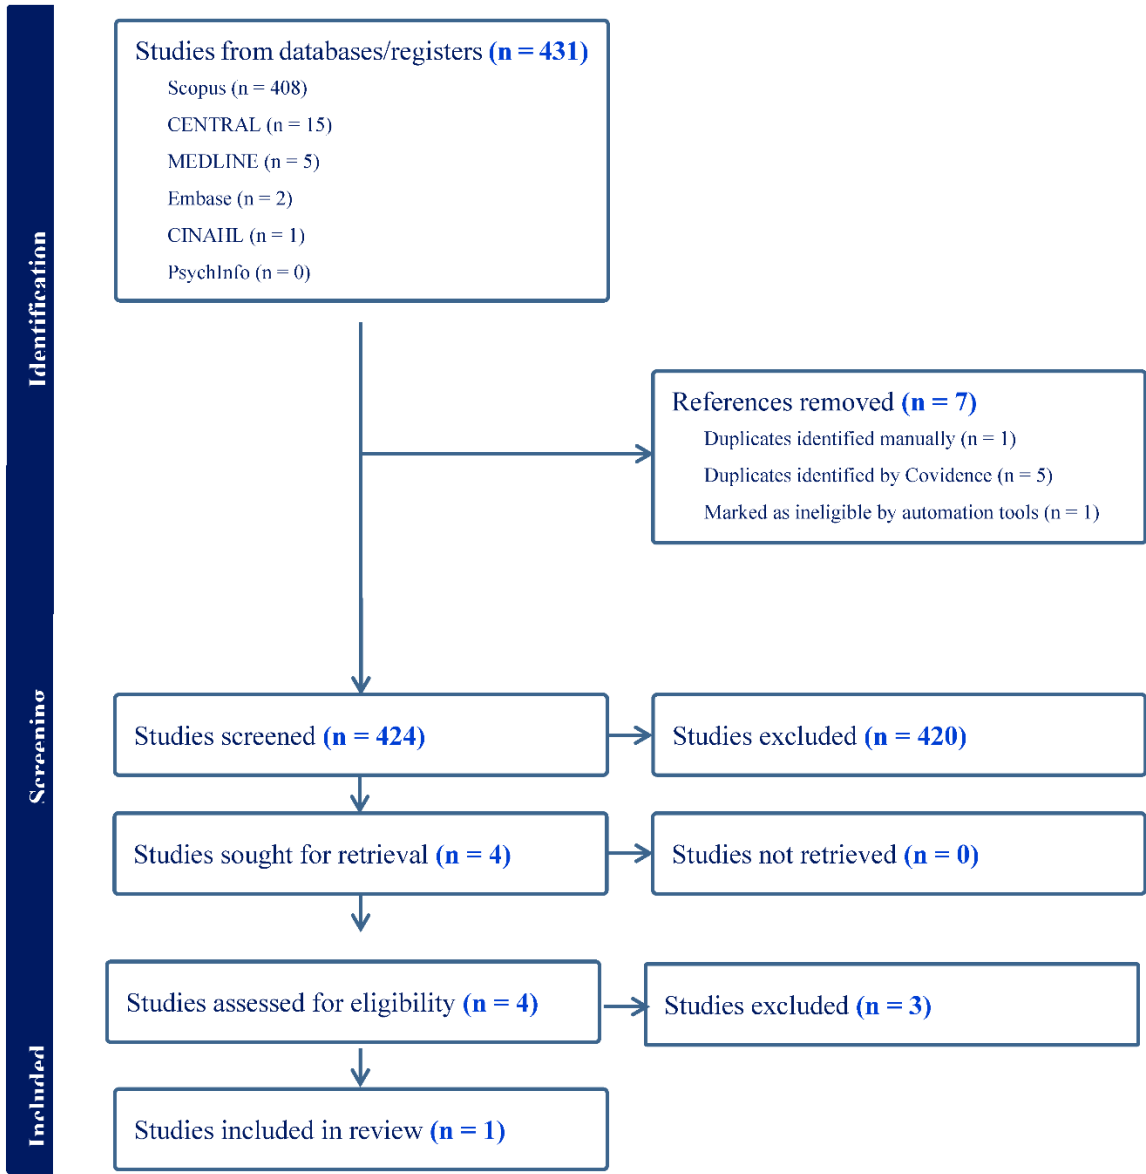 Studies from databases/registers (n = 431)
Scopus (n = 408)
CENTRAL (n = 15)
MEDLINE (n = 5)
Embase (n = 2)
CINAHL (n = 1)
PsychInfo (n = 0)
Identification
References removed (n = 7)
Duplicates identified manually (n = 1)
Duplicates identified by Covidence (n = 5)
Marked as ineligible by automation tools (n = 1)
Screening
Studies screened (n = 424)
Studies excluded (n = 420)
Studies sought for retrieval (n = 4)
Studies not retrieved (n = 0)
Studies assessed for eligibility (n = 4)
Studies excluded (n = 3)
Included
Studies included in review (n = 1)